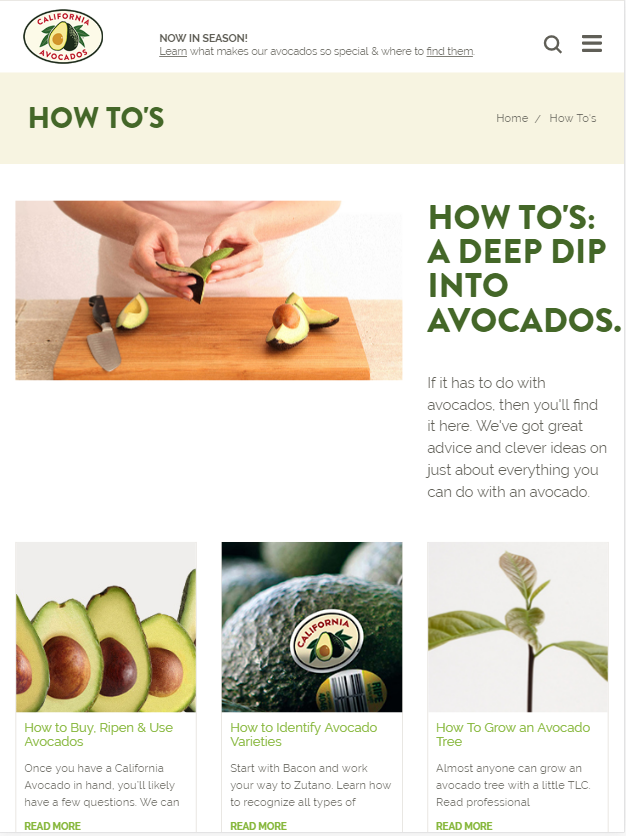 CALIFORNIA
AVOCADOS
NOW IN SEASON!
Learn what makes our avocados so special & where to find them.
HOW TO'S
Home / How To's
HOW TO'S:
A DEEP DIP
INTO
AVOCADOS.
If it has to do with
avocados, then you'll find
it here. We've got great
advice and clever ideas on
just about everything you
can do with an avocado.
CALIFORNIA
RIPE
How to Buy, Ripen & Use
Avocados
Once you have a California
Avocado in hand, you'll likely
have a few questions. We can
READ MORE
How to Identify Avocado
Varieties
Start with Bacon and work
your way to Zutano. Learn how
to recognize all types of
READ MORE
How To Grow an Avocado
Tree
Almost anyone can grow an
avocado tree with a little TLC.
Read professional
READ MORE